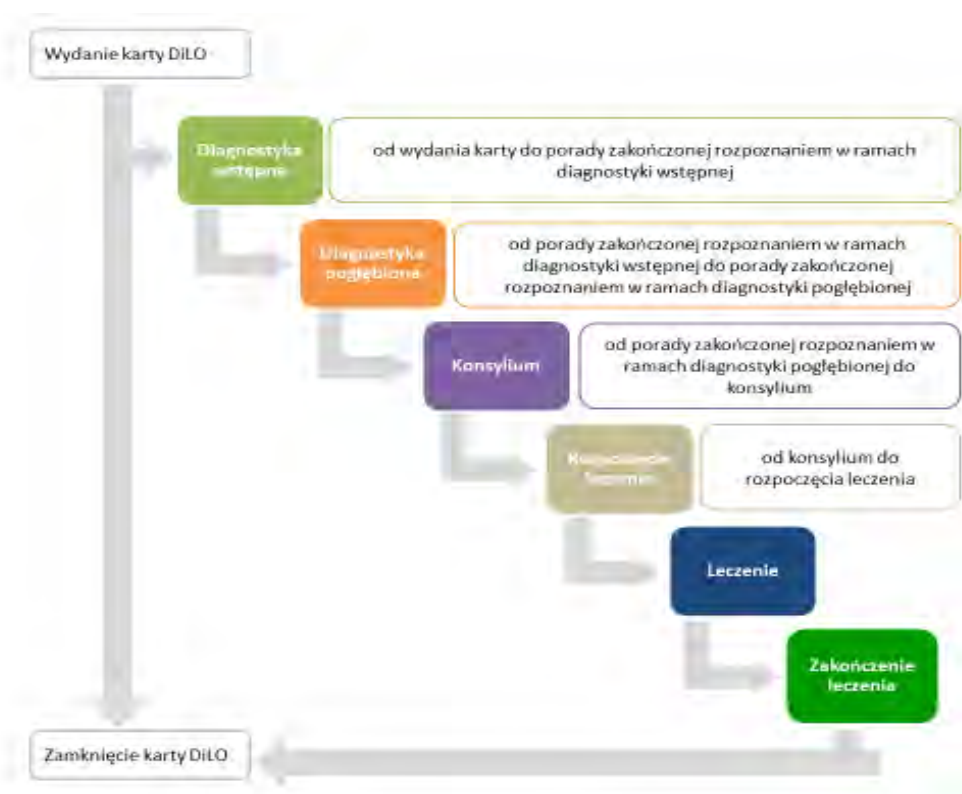 Wydanie karty DiLO
Diagnostyka
wstępna
od wydania karty do porady zakończonej rozpoznaniem w ramach
diagnostyki wstępnej
Diagnostyka
pogłębiona
od porady zakończonej rozpoznaniem w ramach
diagnostyki wstępnej do porady zakończonej
rozpoznaniem w ramach diagnostyki pogłębionej
Konsylium
od porady zakończonej rozpoznaniem w
ramach diagnostyki pogłębionej do
konsylium
Rozpoczęcie
leczenia
od konsylium do
rozpoczęcia leczenia
Leczenie
Zakończenie
leczenia
Zamknięcie karty DiLO